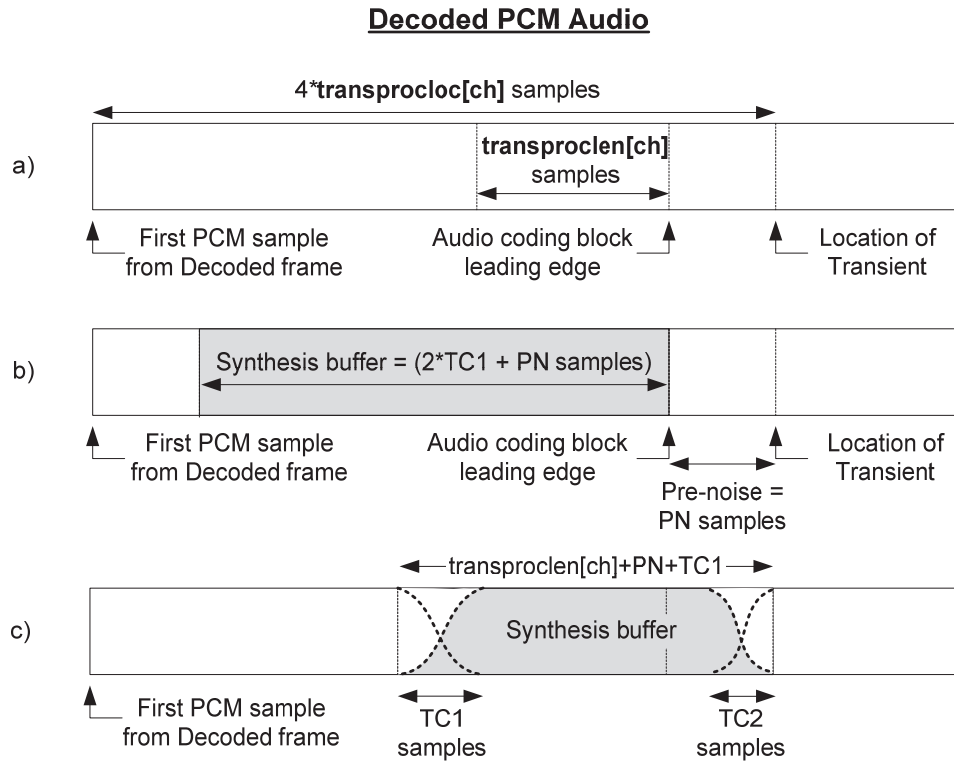 Decoded PCM Audio
4*transprocloc[ch] samples
a)
transproclen[ch]
samples
First PCM sample
from Decoded frame
Audio coding block
leading edge
Location of
Transient
b)
Synthesis buffer = (2*TC1 + PN samples)
First PCM sample
from Decoded frame
Audio coding block
leading edge
Location of
Transient
Pre-noise =
PN samples
transproclen[ch]+PN+TC1
c)
Synthesis buffer
First PCM sample
from Decoded frame
TC1
samples
TC2
samples